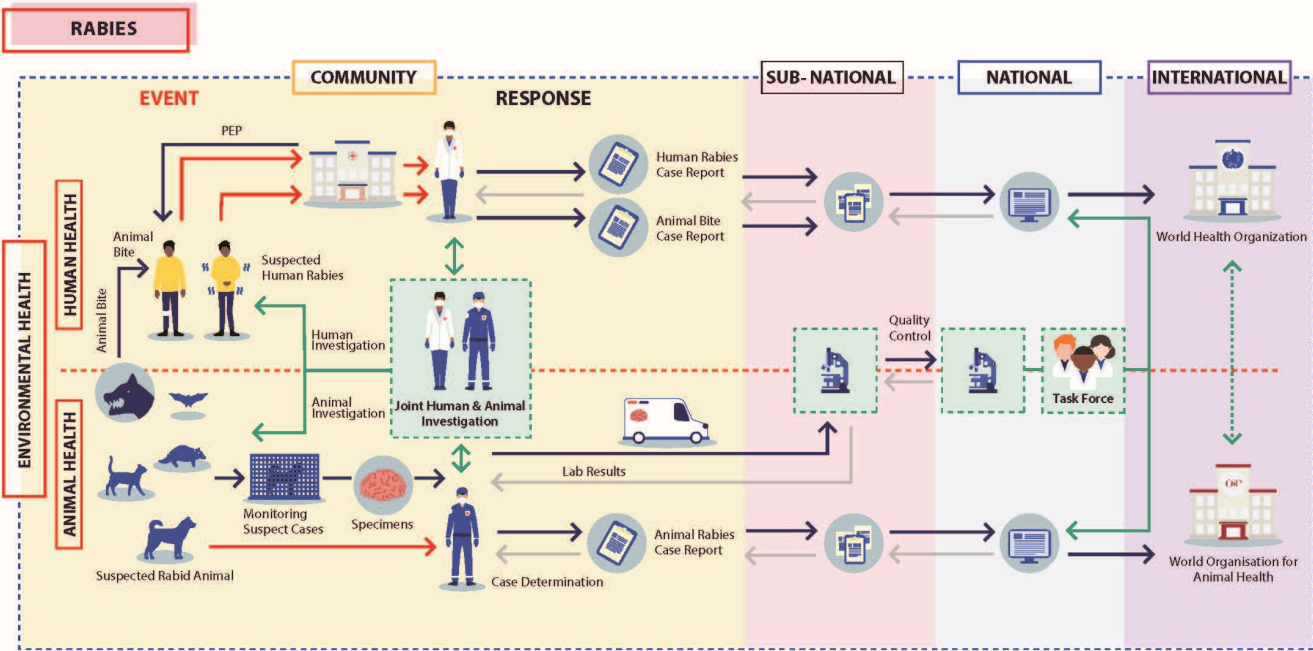 RABIES
COMMUNITY
SUB- NATIONAL
NATIONAL
INTERNATIONAL
EVENT
RESPONSE
PEP
ENVIRONMENTAL HEALTH
HUMAN HEALTH
ANIMAL HEALTH
Human Rabies
Case Report
Animal Bite
Case Report
Animal
Bite
Suspected
Human Rabies
Animal Bite
World Health Organization
Human
Investigation
Animal
Investigation
Joint Human & Animal
Investigation
Quality
Control
Task Force
Lab Results
Monitoring
Suspect Cases
Specimens
Suspected Rabid Animal
Case Determination
Animal Rabies
Case Report
OiC
World Organisation for
Animal Health